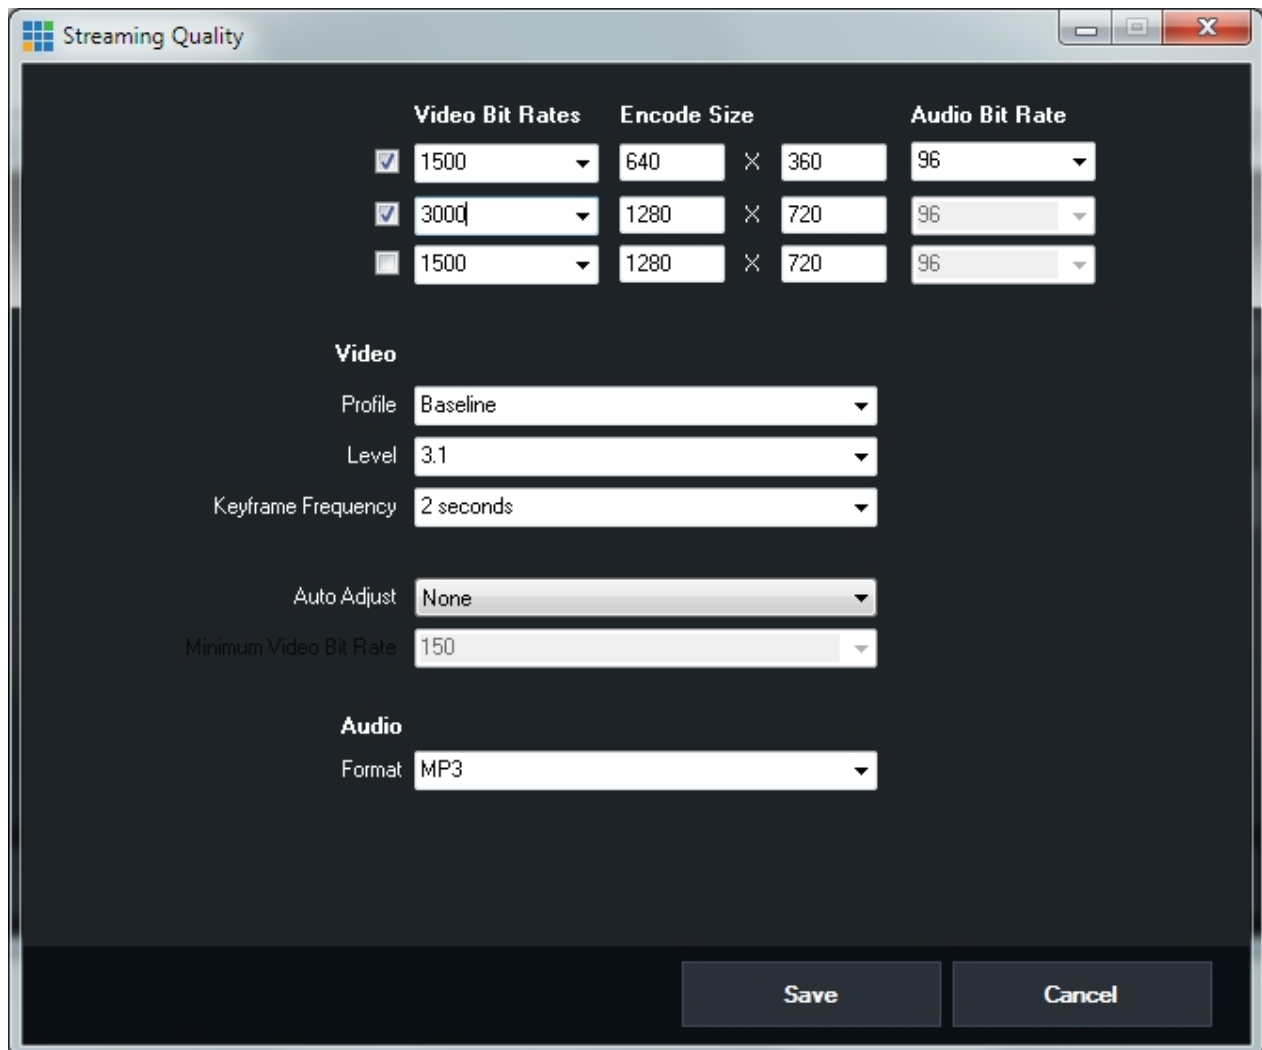 Streaming Quality
Video Bit Rates Encode Size Audio Bit Rate
1500 640 X 360 96
3000 1280 X 720 96
1500 1280 X 720 96
Video
Profile Baseline
Level 3.1
Keyframe Frequency 2 seconds
Auto Adjust None
Minimum Video Bit Rate 150
Audio
Format MP3
Save Cancel